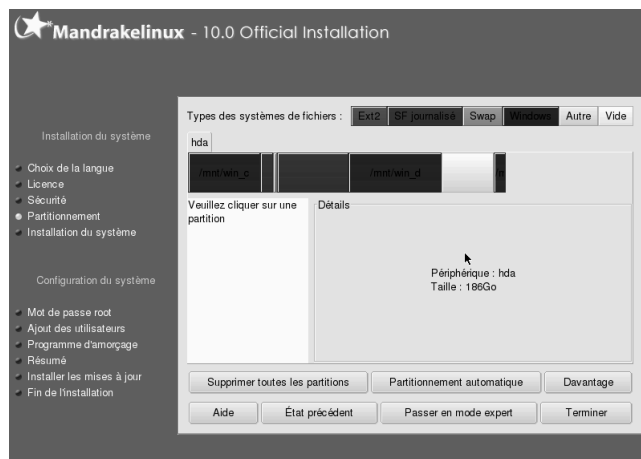 Mandrakelinux - 10.0 Official Installation
Installation du système
Choix de la langue
Licence
Sécurité
Partitionnement
Installation du système
Configuration du système
Mot de passe root
Ajout des utilisateurs
Programme d'amorçage
Résumé
Installer les mises à jour
Fin de l'installation
Types des systèmes de fichiers : Ext2 SF journalisé Swap Windows Autre Vide
hda
/mnt/win_c /mnt/win_d /n
Veuillez cliquer sur une
partition
Détails
Périphérique : hda
Taille : 186Go
Supprimer toutes les partitions Partitionnement automatique Davantage
Aide État précédent Passer en mode expert Terminer